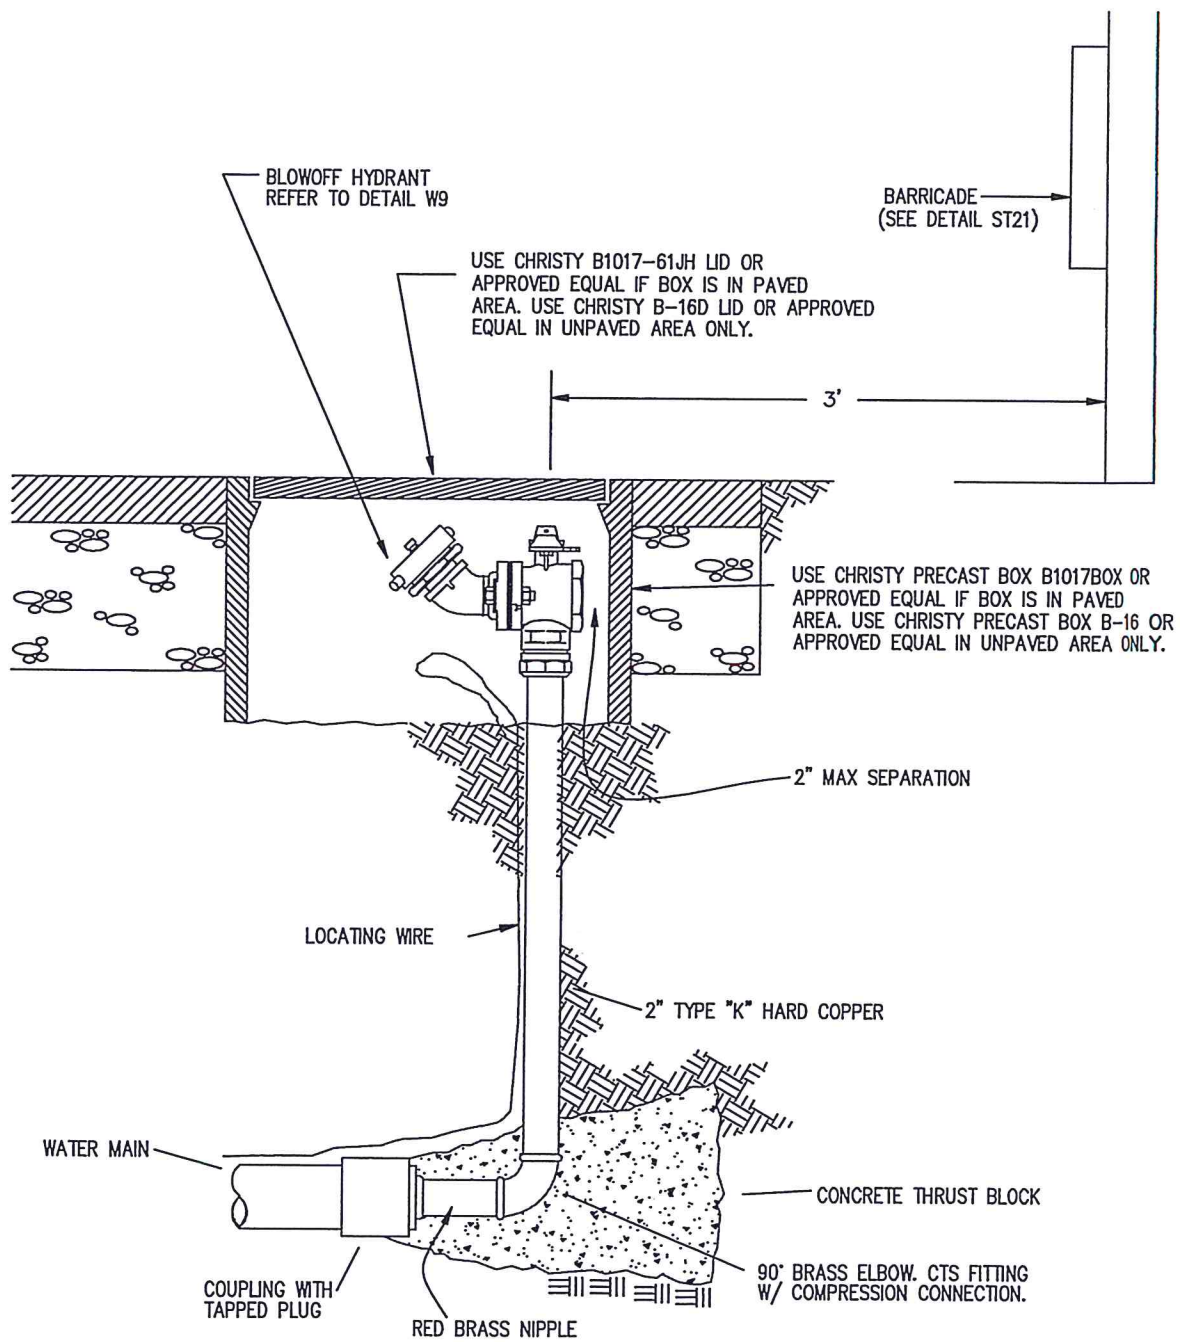 BLOWOFF HYDRANT
REFER TO DETAIL W9
BARRICADE
(SEE DETAIL ST21)
USE CHRISTY B1017-61JH LID OR
APPROVED EQUAL IF BOX IS IN PAVED
AREA. USE CHRISTY B-16D LID OR APPROVED
EQUAL IN UNPAVED AREA ONLY.
3'
USE CHRISTY PRECAST BOX B1017BOX OR
APPROVED EQUAL IF BOX IS IN PAVED
AREA. USE CHRISTY PRECAST BOX B-16 OR
APPROVED EQUAL IN UNPAVED AREA ONLY.
2" MAX SEPARATION
LOCATING WIRE
2" TYPE "K" HARD COPPER
WATER MAIN
CONCRETE THRUST BLOCK
90° BRASS ELBOW. CTS FITTING
W/ COMPRESSION CONNECTION.
COUPLING WITH
TAPPED PLUG
RED BRASS NIPPLE